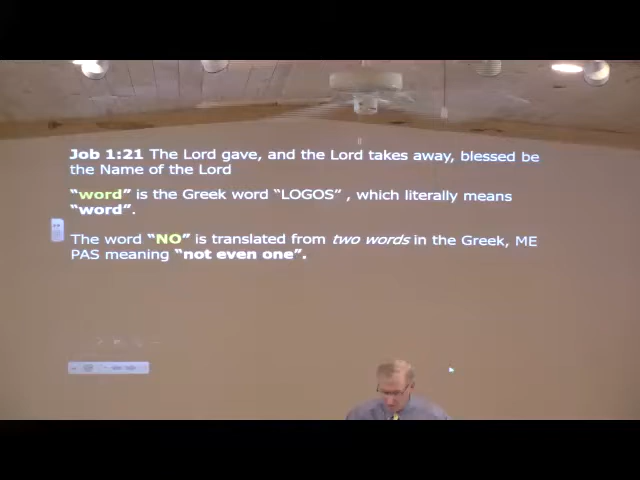 Job 1:21 The Lord gave, and the Lord takes away, blessed be
the Name of the Lord
“word” is the Greek word “LOGOS” , which literally means
“word”.
The word “NO” is translated from two words in the Greek, ME
PAS meaning “not even one”.